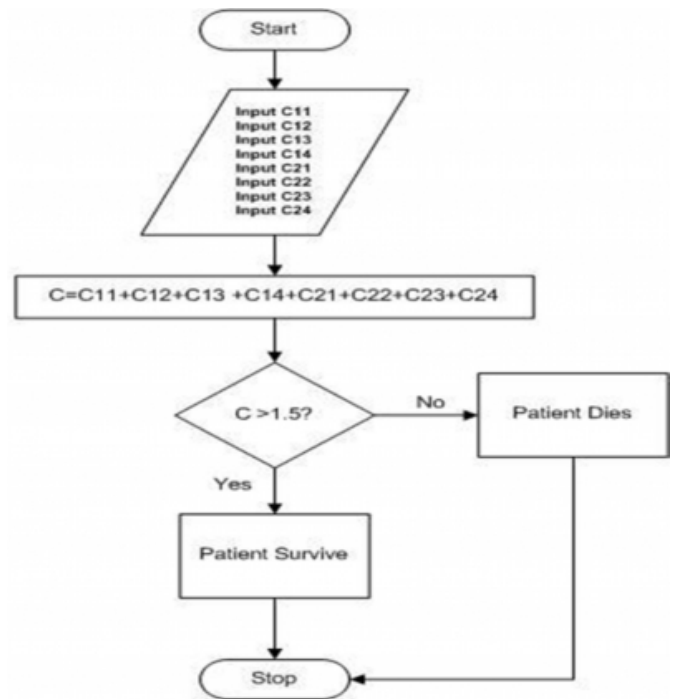 Start
Input C11
Input C12
Input C13
Input C14
Input C21
Input C22
Input C23
Input C24
C=C11+C12+C13 +C14+C21+C22+C23+C24
C >1.5?
No
Patient Dies
Yes
Patient Survive
Stop